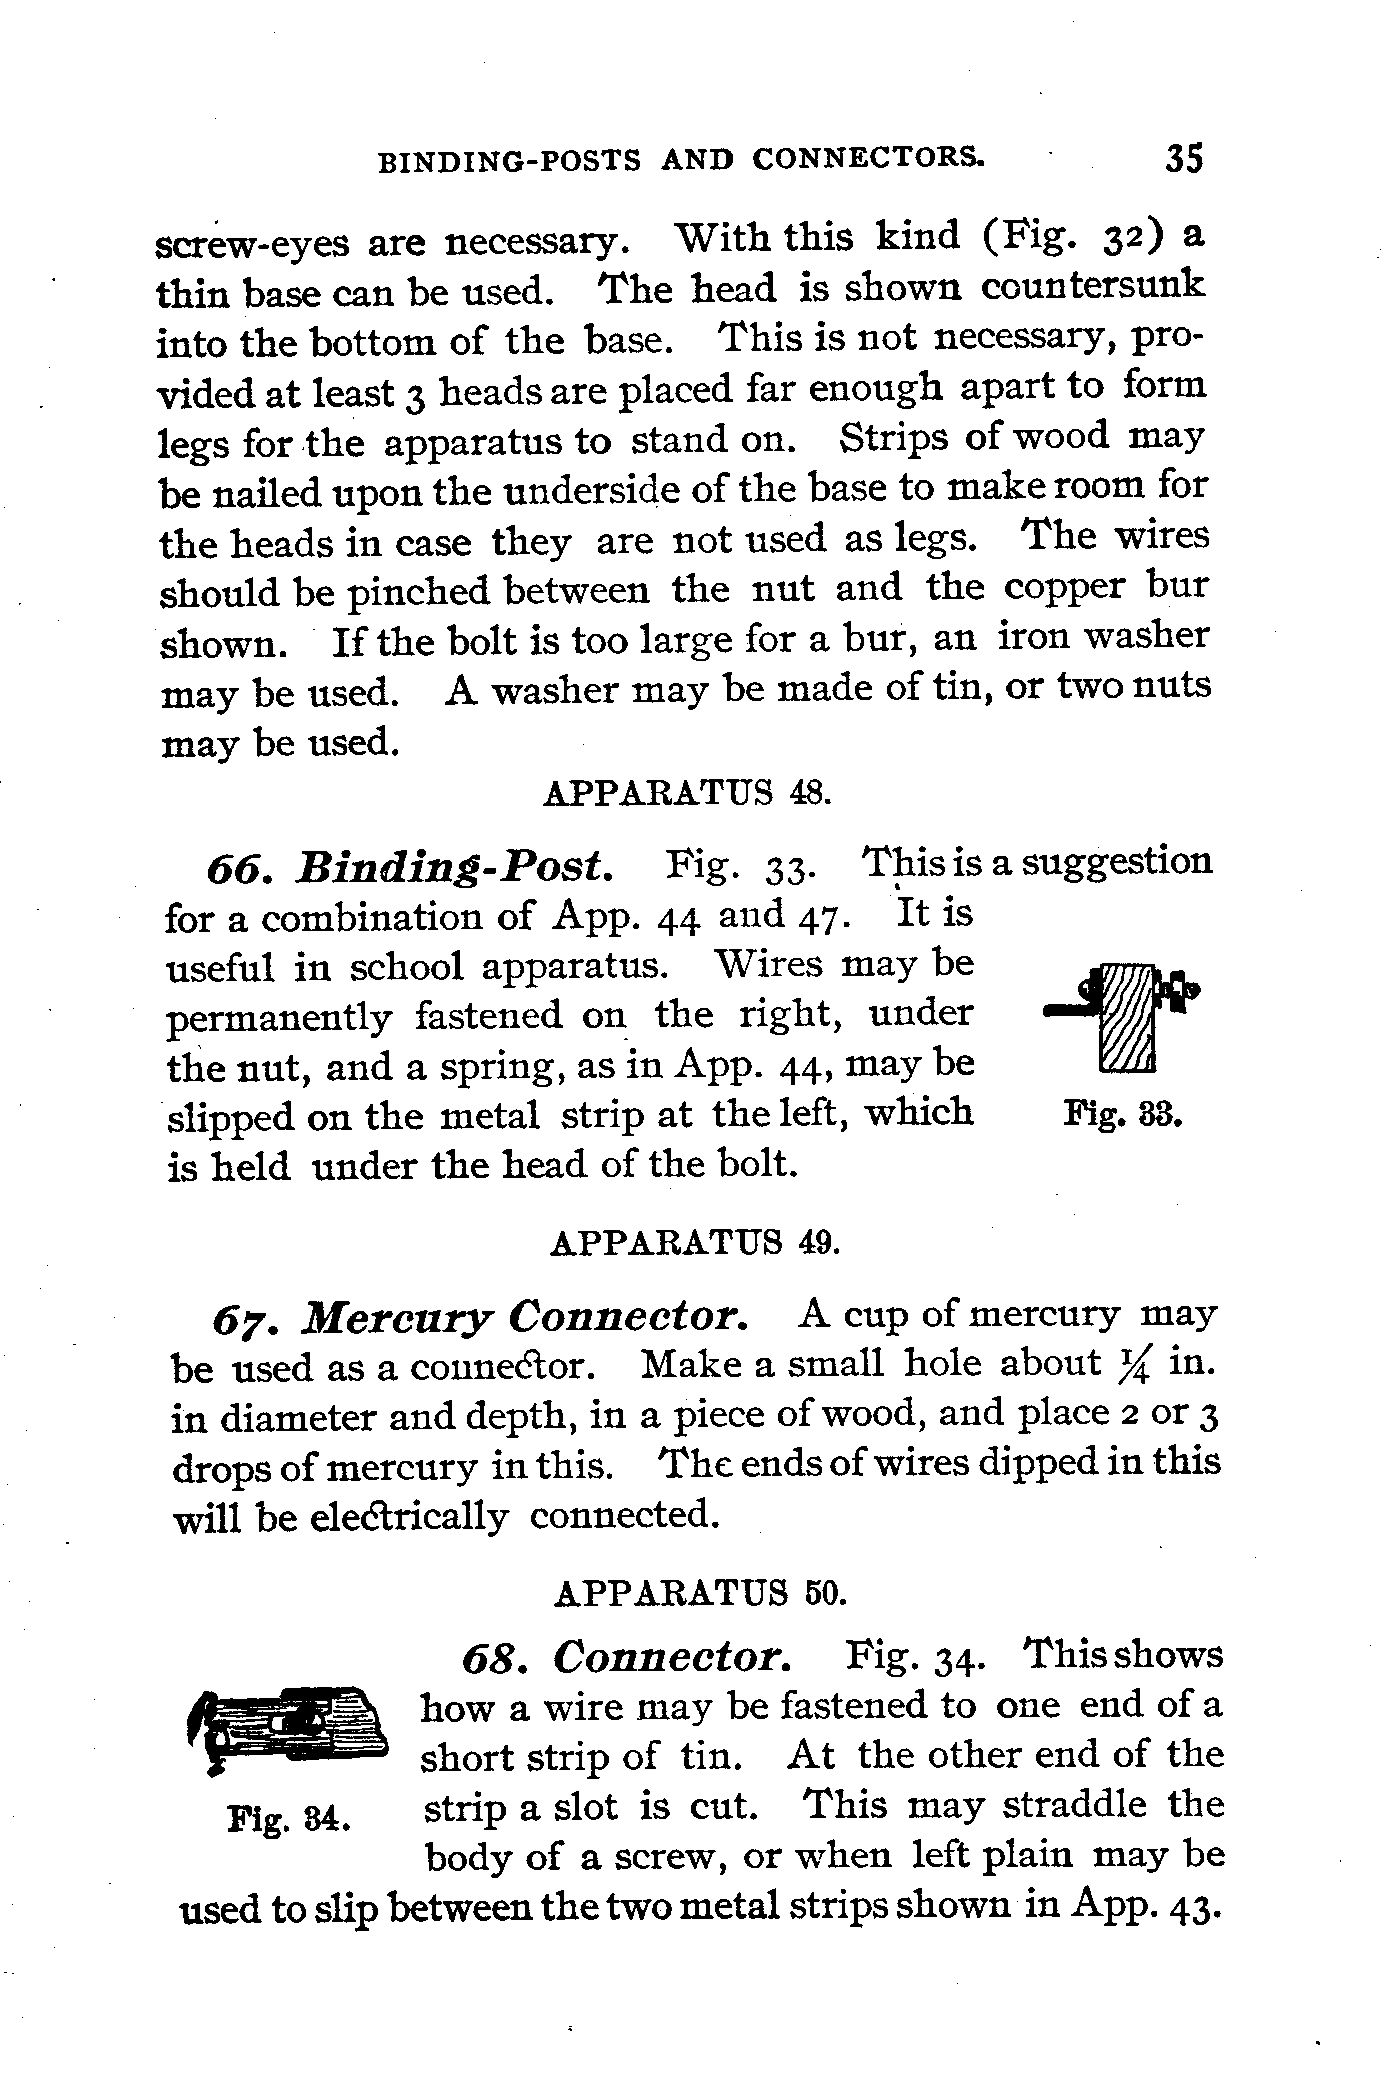 BINDING-POSTS AND CONNECTORS. 35
screw-eyes are necessary. With this kind (Fig. 32) a
thin base can be used. The head is shown countersunk
into the bottom of the base. This is not necessary, pro-
vided at least 3 heads are placed far enough apart to form
legs for the apparatus to stand on. Strips of wood may
be nailed upon the underside of the base to make room for
the heads in case they are not used as legs. The wires
should be pinched between the nut and the copper bur
shown. If the bolt is too large for a bur, an iron washer
may be used. A washer may be made of tin, or two nuts
may be used.
APPARATUS 48.
66. Binding-Post. Fig. 33. This is a suggestion
for a combination of App. 44 and 47. It is
useful in school apparatus. Wires may be
permanently fastened on the right, under
the nut, and a spring, as in App. 44, may be
slipped on the metal strip at the left, which
is held under the head of the bolt.
Fig. 33.
APPARATUS 49.
67. Mercury Connector. A cup of mercury may
be used as a connector. Make a small hole about ¼ in.
in diameter and depth, in a piece of wood, and place 2 or 3
drops of mercury in this. The ends of wires dipped in this
will be electrically connected.
APPARATUS 50.
68. Connector. Fig. 34. This shows
how a wire may be fastened to one end of a
short strip of tin. At the other end of the
strip a slot is cut. This may straddle the
body of a screw, or when left plain may be
used to slip between the two metal strips shown in App. 43.
Fig. 34.